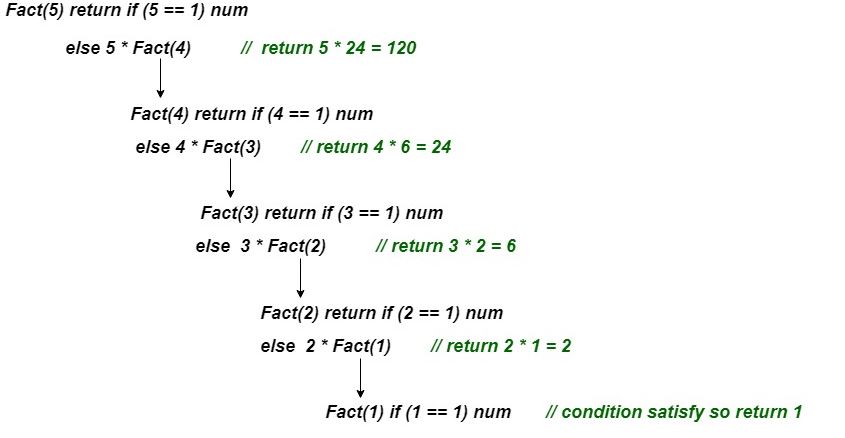 Fact(5) return if (5 == 1) num
else 5 * Fact(4) // return 5 * 24 = 120
Fact(4) return if (4 == 1) num
else 4 * Fact(3) // return 4 * 6 = 24
Fact(3) return if (3 == 1) num
else 3 * Fact(2) // return 3 * 2 = 6
Fact(2) return if (2 == 1) num
else 2 * Fact(1) // return 2 * 1 = 2
Fact(1) if (1 == 1) num // condition satisfy so return 1